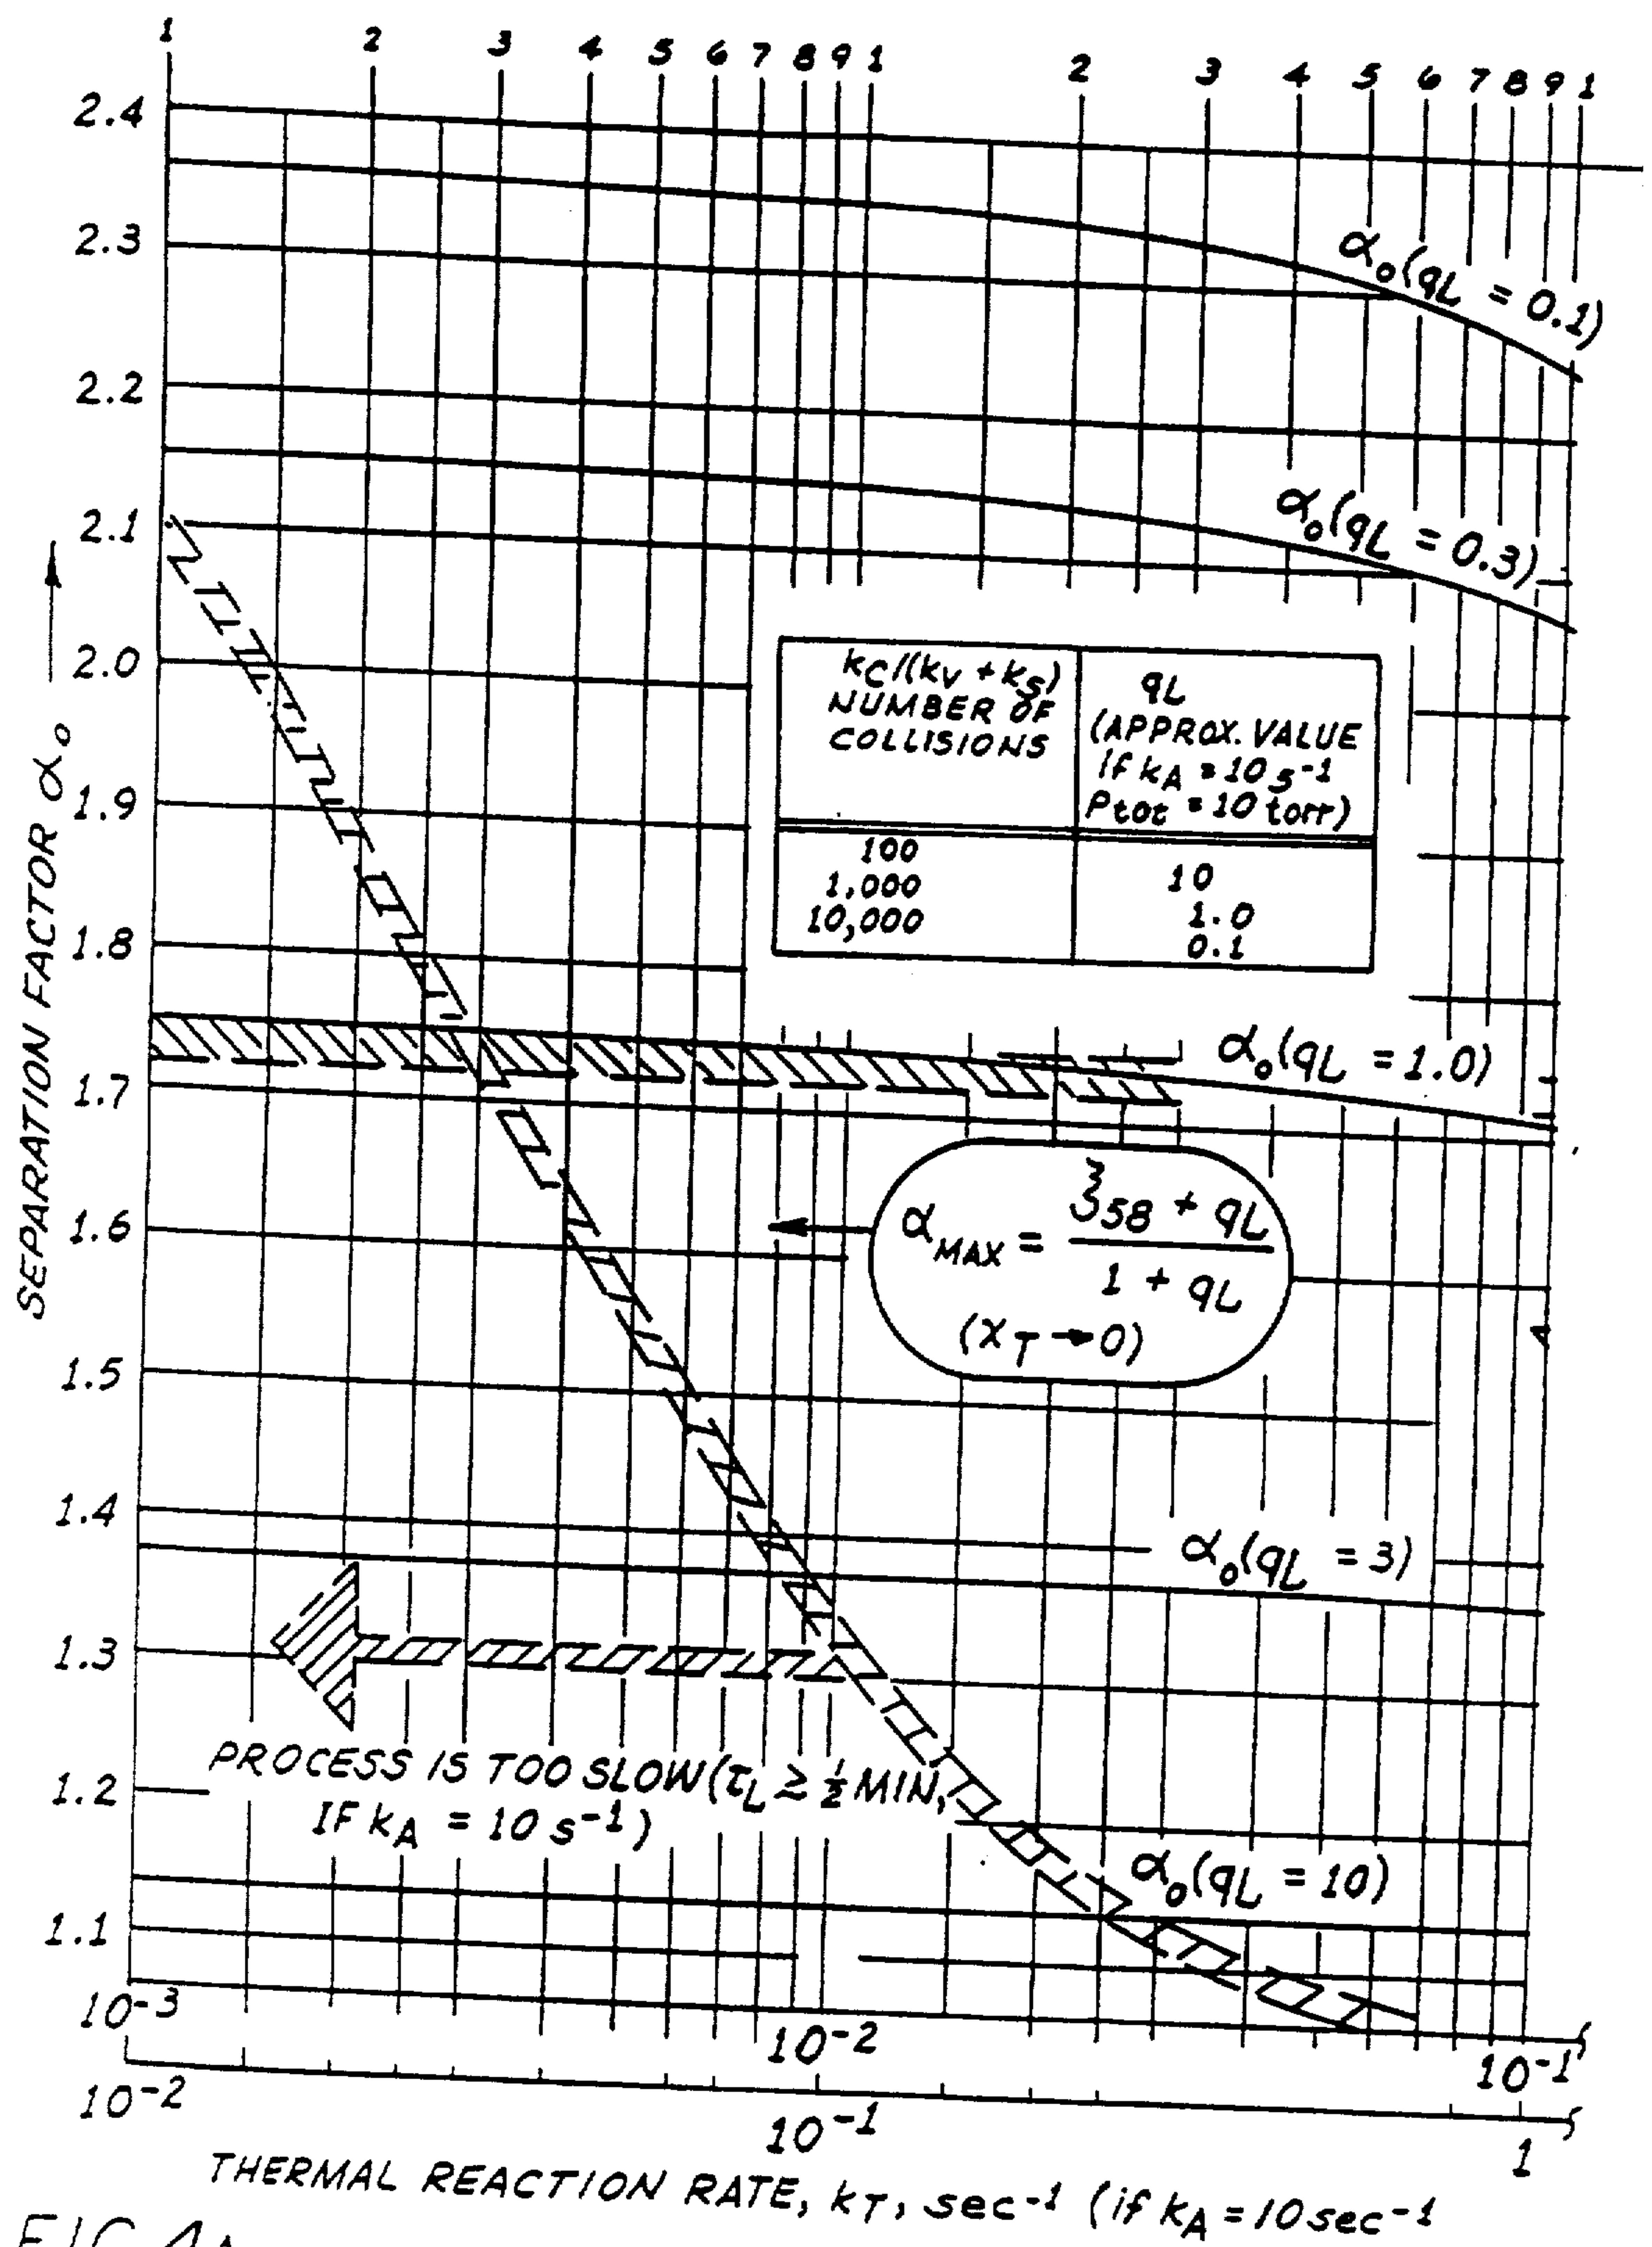 1 2 3 4 5 6 7 8 9 1 2 3 4 5 6 7 8 9 1
2.4
2.3
α₀(qL = 0.1)
2.2
2.1
α₀(qL = 0.3)
2.0
kC/(kV + kS)
NUMBER OF
COLLISIONS
qL
(APPROX. VALUE
if kA = 10 s⁻¹
Ptot = 10 torr)
100
1,000
10,000
10
1.0
0.1
SEPARATION FACTOR α₀
1.9
1.8
α₀(qL = 1.0)
1.7
αMAX = (ξ58 + qL) / (1 + qL)
(χT → 0)
1.6
1.5
1.4
α₀(qL = 3)
1.3
PROCESS IS TOO SLOW (τL ≥ ½ MIN,
IF kA = 10 s⁻¹)
1.2
α₀(qL = 10)
1.1
10⁻³ 10⁻² 10⁻¹
10⁻² 10⁻¹ 1
THERMAL REACTION RATE, kT, sec⁻¹ (if kA = 10 sec⁻¹